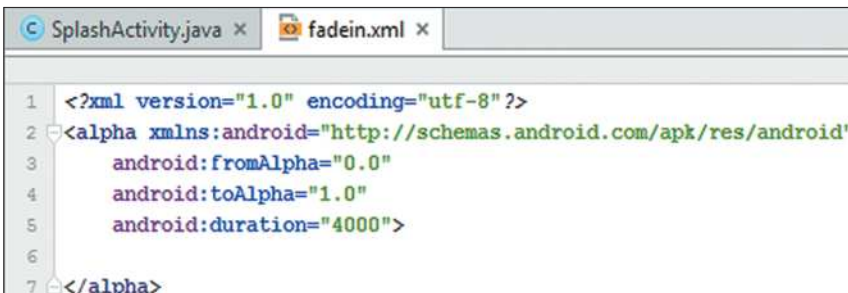 SplashActivity.java × fadein.xml ×
1 <?xml version="1.0" encoding="utf-8"?>
2 <alpha xmlns:android="http://schemas.android.com/apk/res/android"
3 android:fromAlpha="0.0"
4 android:toAlpha="1.0"
5 android:duration="4000">
6
7 </alpha>